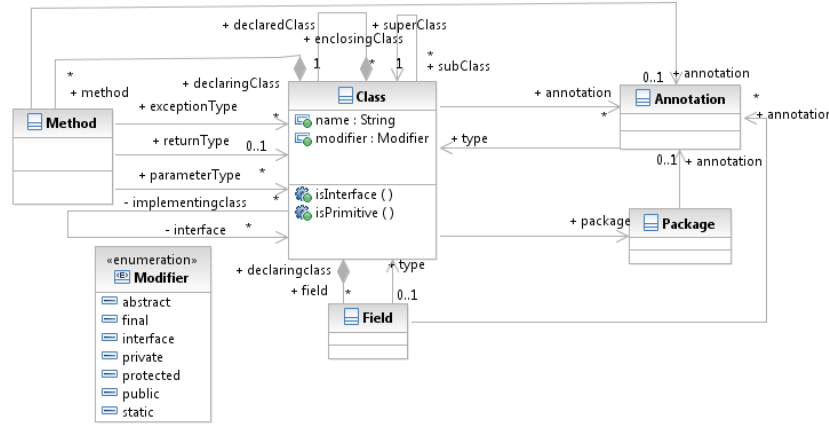 + declaredClass
+ superClass
+ enclosingClass
1
*
1
*
+ subClass
*
+ method
+ declaringClass
0..1
+ annotation
Method
+ exceptionType
*
Class
name : String
modifier : Modifier
+ annotation
*
Annotation
*
+ annotation
+ returnType
0..1
+ type
+ parameterType
*
0..1
+ annotation
- implementingclass
*
isInterface ( )
isPrimitive ( )
- interface
*
+ package
Package
«enumeration»
Modifier
abstract
final
interface
private
protected
public
static
+ declaringclass
+ type
+ field
*
0..1
Field